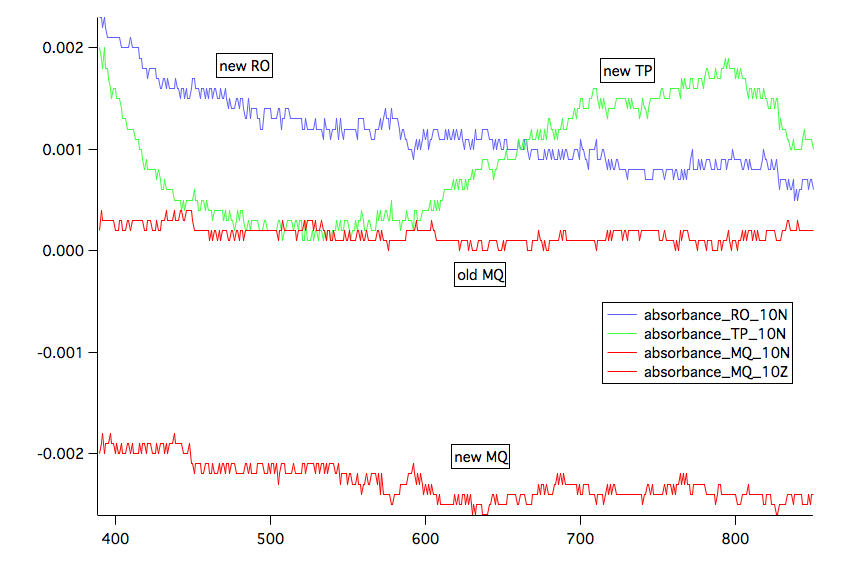 0.002
0.001
0.000
-0.001
-0.002
new RO
new TP
old MQ
absorbance_RO_10N
absorbance_TP_10N
absorbance_MQ_10N
absorbance_MQ_10Z
new MQ
400 500 600 700 800